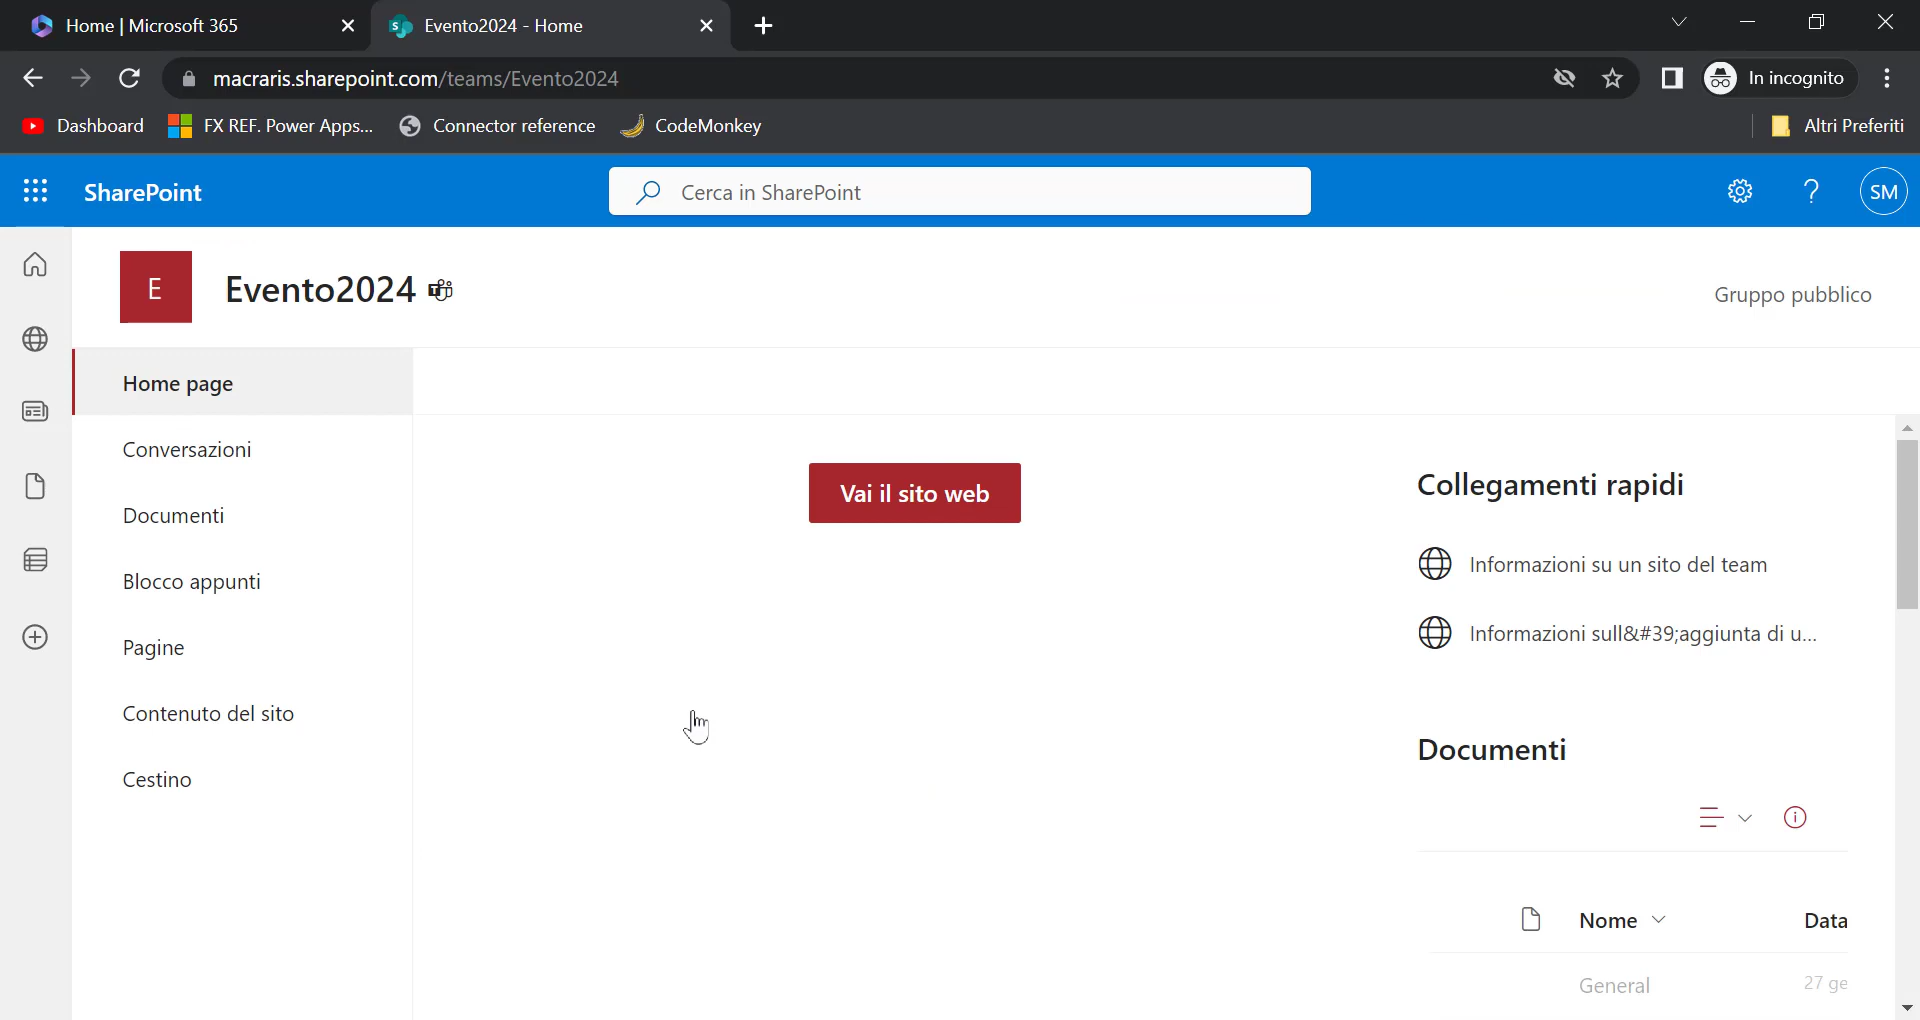 Home | Microsoft 365
Evento2024 - Home
macraris.sharepoint.com/teams/Evento2024
In incognito
Dashboard
FX REF. Power Apps...
Connector reference
CodeMonkey
Altri Preferiti
SharePoint
Cerca in SharePoint
SM
E
Evento2024
Gruppo pubblico
Home page
Conversazioni
Documenti
Blocco appunti
Pagine
Contenuto del sito
Cestino
Vai il sito web
Collegamenti rapidi
Informazioni su un sito del team
Informazioni sull&#39;aggiunta di u...
Documenti
Nome
Data
General
27 ge